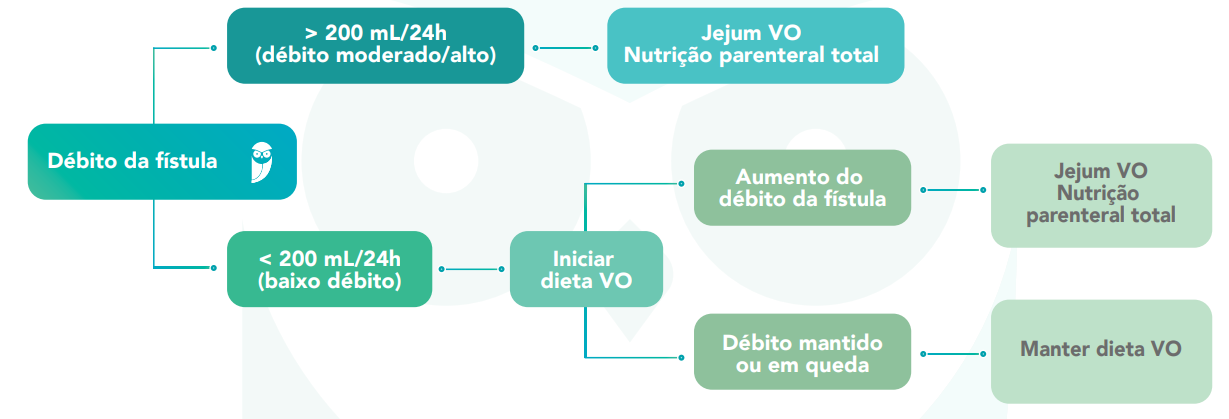 > 200 mL/24h
(débito moderado/alto)
Jejum VO
Nutrição parenteral total
Débito da fístula
Aumento do
débito da fístula
Jejum VO
Nutrição
parenteral total
< 200 mL/24h
(baixo débito)
Iniciar
dieta VO
Débito mantido
ou em queda
Manter dieta VO